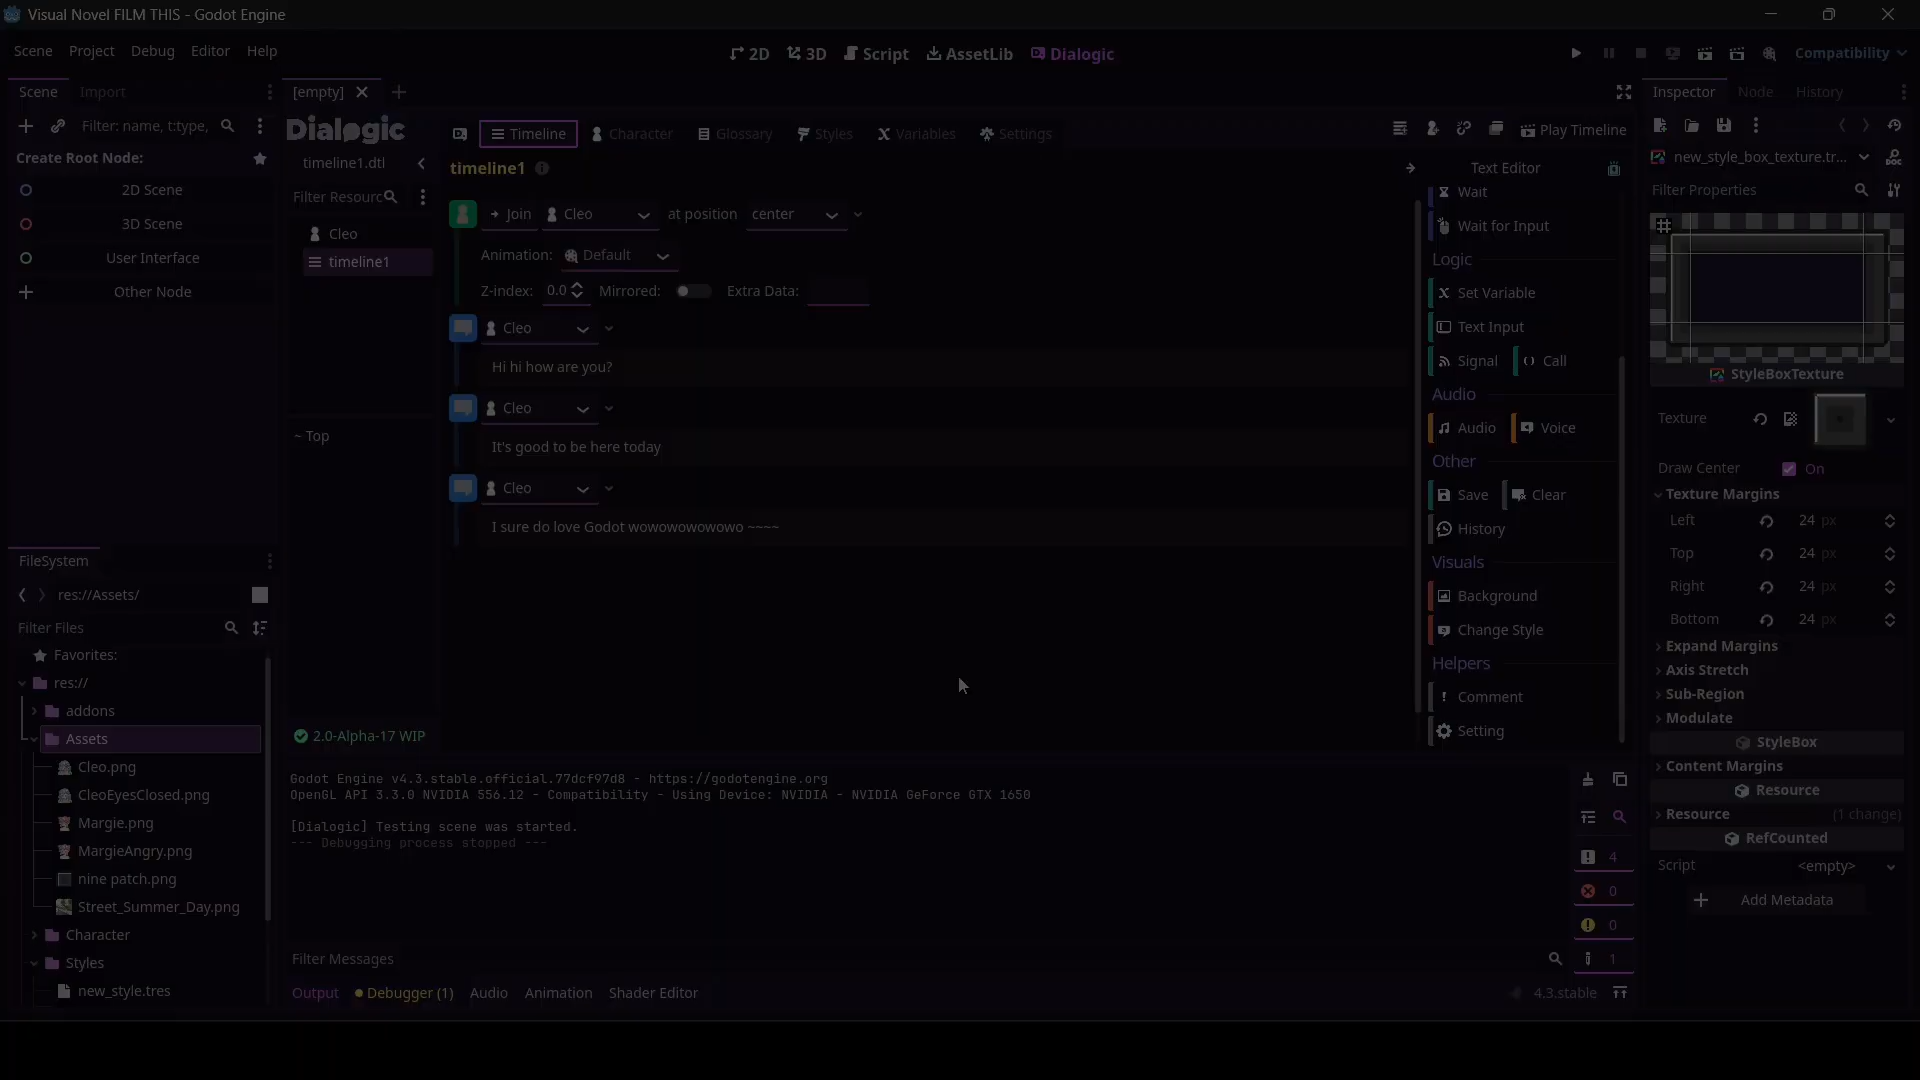 Visual Novel FILM THIS - Godot Engine
Scene Project Debug Editor Help
2D 3D Script AssetLib Dialogic
Compatibility
Scene Import
Filter: name, t:type,
Create Root Node:
2D Scene
3D Scene
User Interface
Other Node
FileSystem
res://Assets/
Filter Files
Favorites:
res://
addons
Assets
Cleo.png
CleoEyesClosed.png
Margie.png
MargieAngry.png
nine patch.png
Street_Summer_Day.png
Character
Styles
new_style.tres
[empty]
Dialogic
Timeline Character Glossary Styles Variables Settings
Play Timeline
timeline1.dtl
Filter Resourc
Cleo
timeline1
~ Top
2.0-Alpha-17 WIP
timeline1
Join Cleo at position center
Animation: Default
Z-index: 0.0 Mirrored: Extra Data:
Cleo
Hi hi how are you?
Cleo
It's good to be here today
Cleo
I sure do love Godot wowowowowowo ~~~~
Text Editor
Wait
Wait for Input
Logic
Set Variable
Text Input
Signal Call
Audio
Audio Voice
Other
Save Clear
History
Visuals
Background
Change Style
Helpers
Comment
Setting
Godot Engine v4.3.stable.official.77dcf97d8 - https://godotengine.org
OpenGL API 3.3.0 NVIDIA 556.12 - Compatibility - Using Device: NVIDIA - NVIDIA GeForce GTX 1650
[Dialogic] Testing scene was started.
--- Debugging process stopped ---
4
0
0
1
Filter Messages
Output Debugger (1) Audio Animation Shader Editor
4.3.stable
Inspector Node History
new_style_box_texture.tr...
Filter Properties
StyleBoxTexture
Texture
Draw Center On
Texture Margins
Left 24 px
Top 24 px
Right 24 px
Bottom 24 px
Expand Margins
Axis Stretch
Sub-Region
Modulate
StyleBox
Content Margins
Resource
Resource (1 change)
RefCounted
Script <empty>
Add Metadata